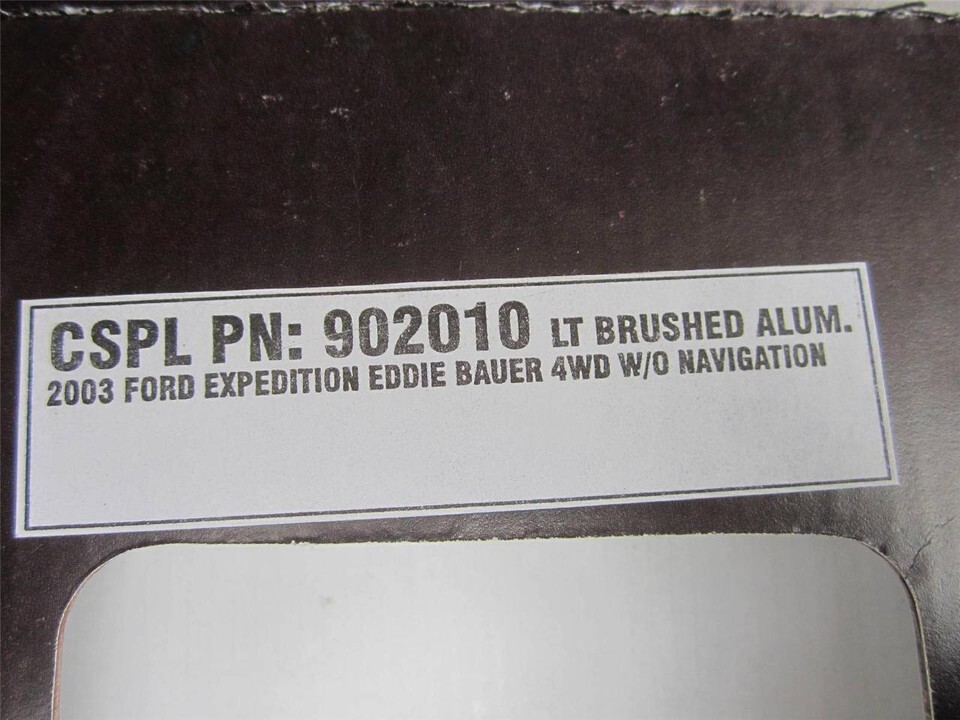 CSPL PN: 902010 LT BRUSHED ALUM.
2003 FORD EXPEDITION EDDIE BAUER 4WD W/O NAVIGATION